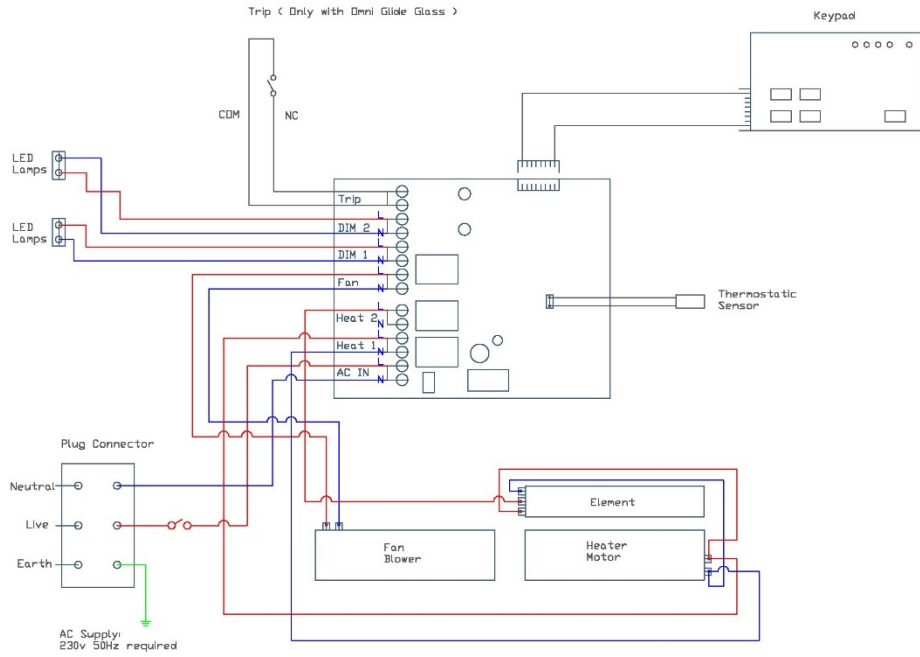 Trip ( Only with Omni Glide Glass )
Keypad
COM
NC
LED
Lamps
LED
Lamps
Trip
L
DIM 2
N
L
DIM 1
N
L
Fan
N
L
Heat 2
N
L
Heat 1
N
L
AC IN
N
Thermostatic
Sensor
Plug Connector
Neutral
Live
Earth
Element
Fan
Blower
Heater
Motor
AC Supply:
230v 50Hz required